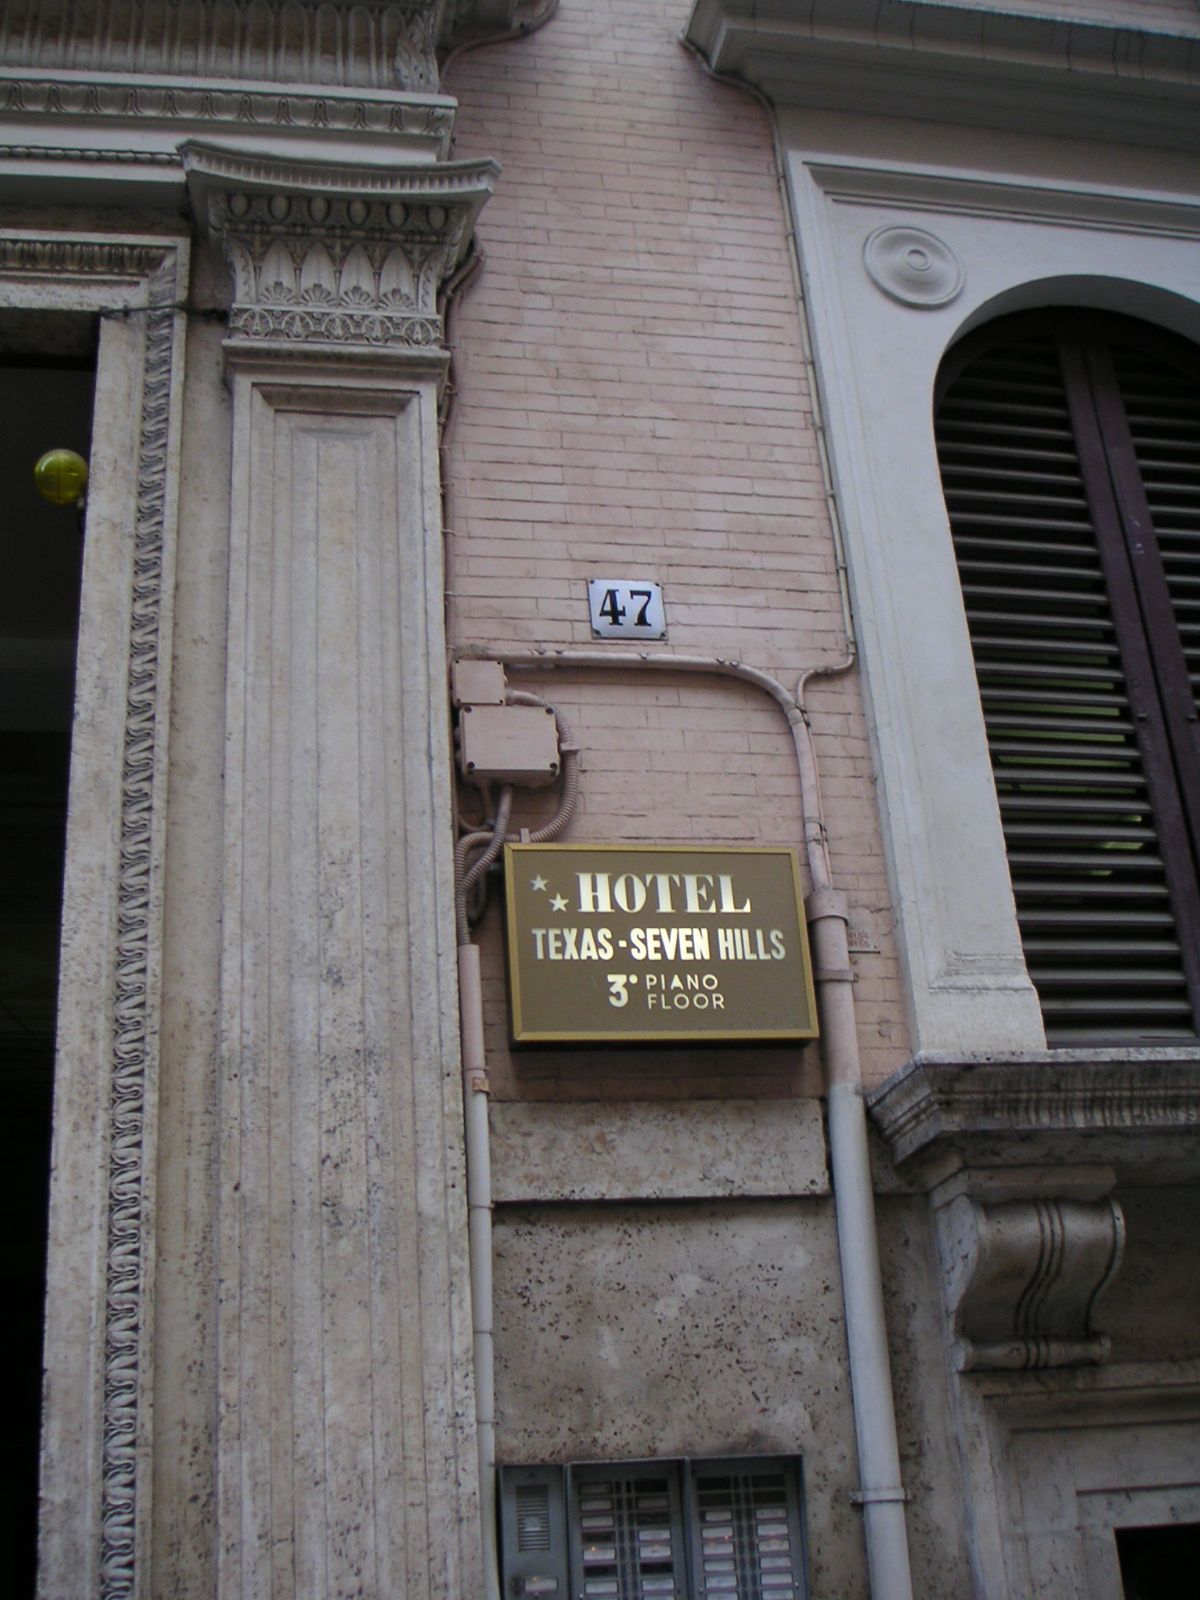 47
HOTEL
TEXAS-SEVEN HILLS
3° PIANO
FLOOR